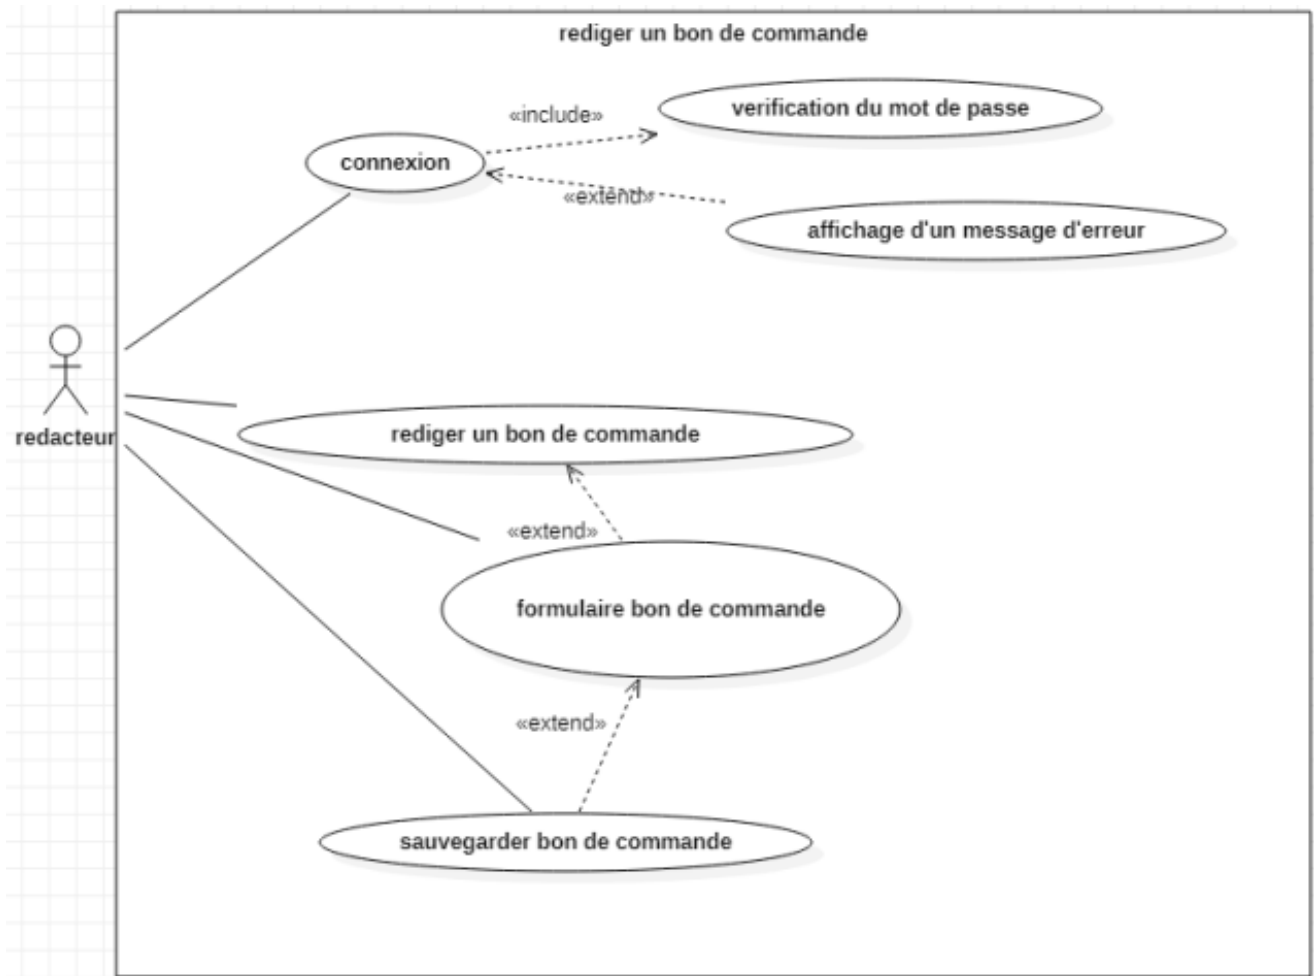 rediger un bon de commande
verification du mot de passe
«include»
connexion
«extend»
affichage d'un message d'erreur
redacteur
rediger un bon de commande
«extend»
formulaire bon de commande
«extend»
sauvegarder bon de commande